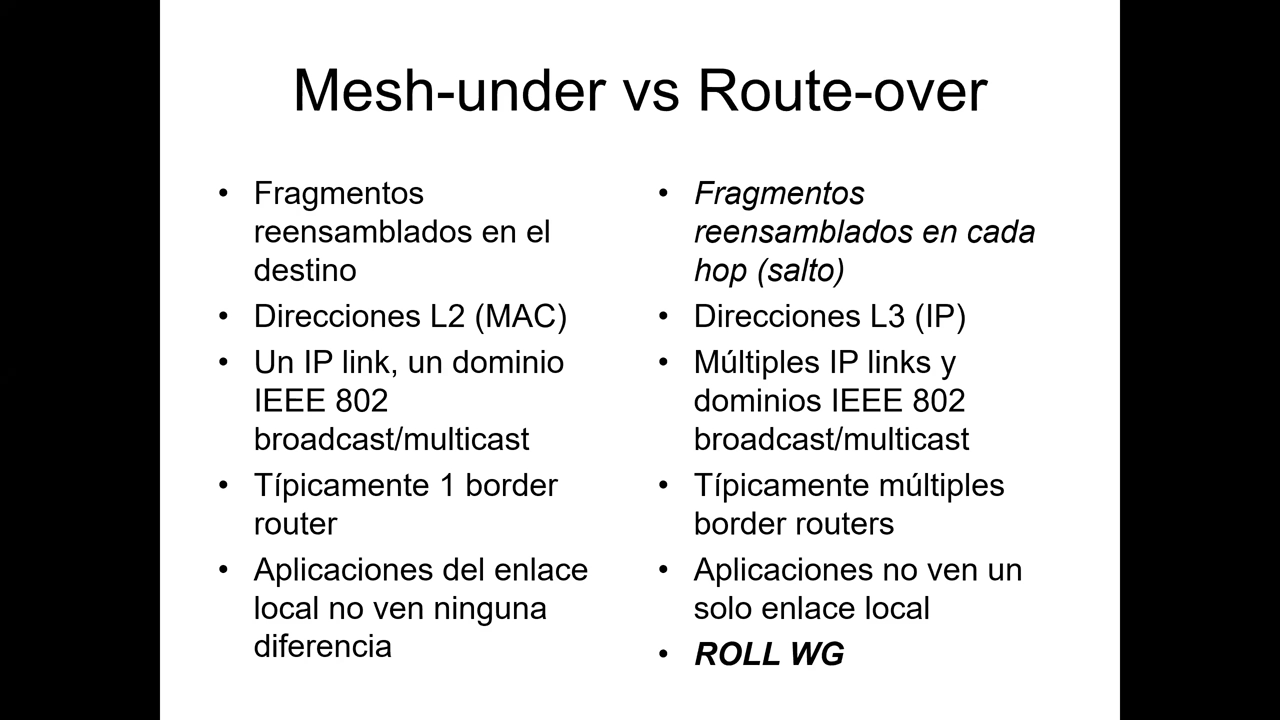 Mesh-under vs Route-over
• Fragmentos
reensamblados en el
destino
• Direcciones L2 (MAC)
• Un IP link, un dominio
IEEE 802
broadcast/multicast
• Típicamente 1 border
router
• Aplicaciones del enlace
local no ven ninguna
diferencia
• Fragmentos
reensamblados en cada
hop (salto)
• Direcciones L3 (IP)
• Múltiples IP links y
dominios IEEE 802
broadcast/multicast
• Típicamente múltiples
border routers
• Aplicaciones no ven un
solo enlace local
• ROLL WG